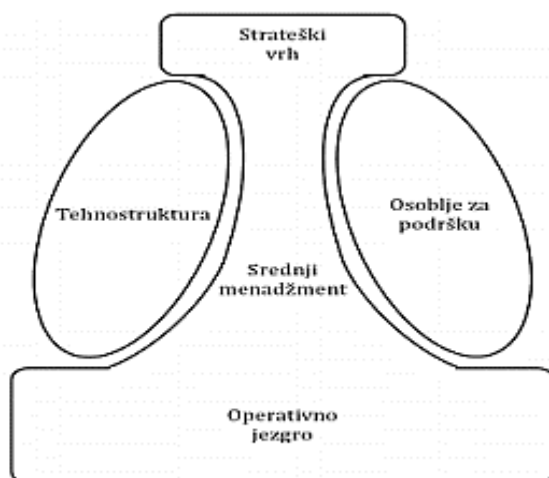 Strateški
vrh
Tehnostruktura
Osoblje za
podršku
Srednji
menadžment
Operativno
jezgro